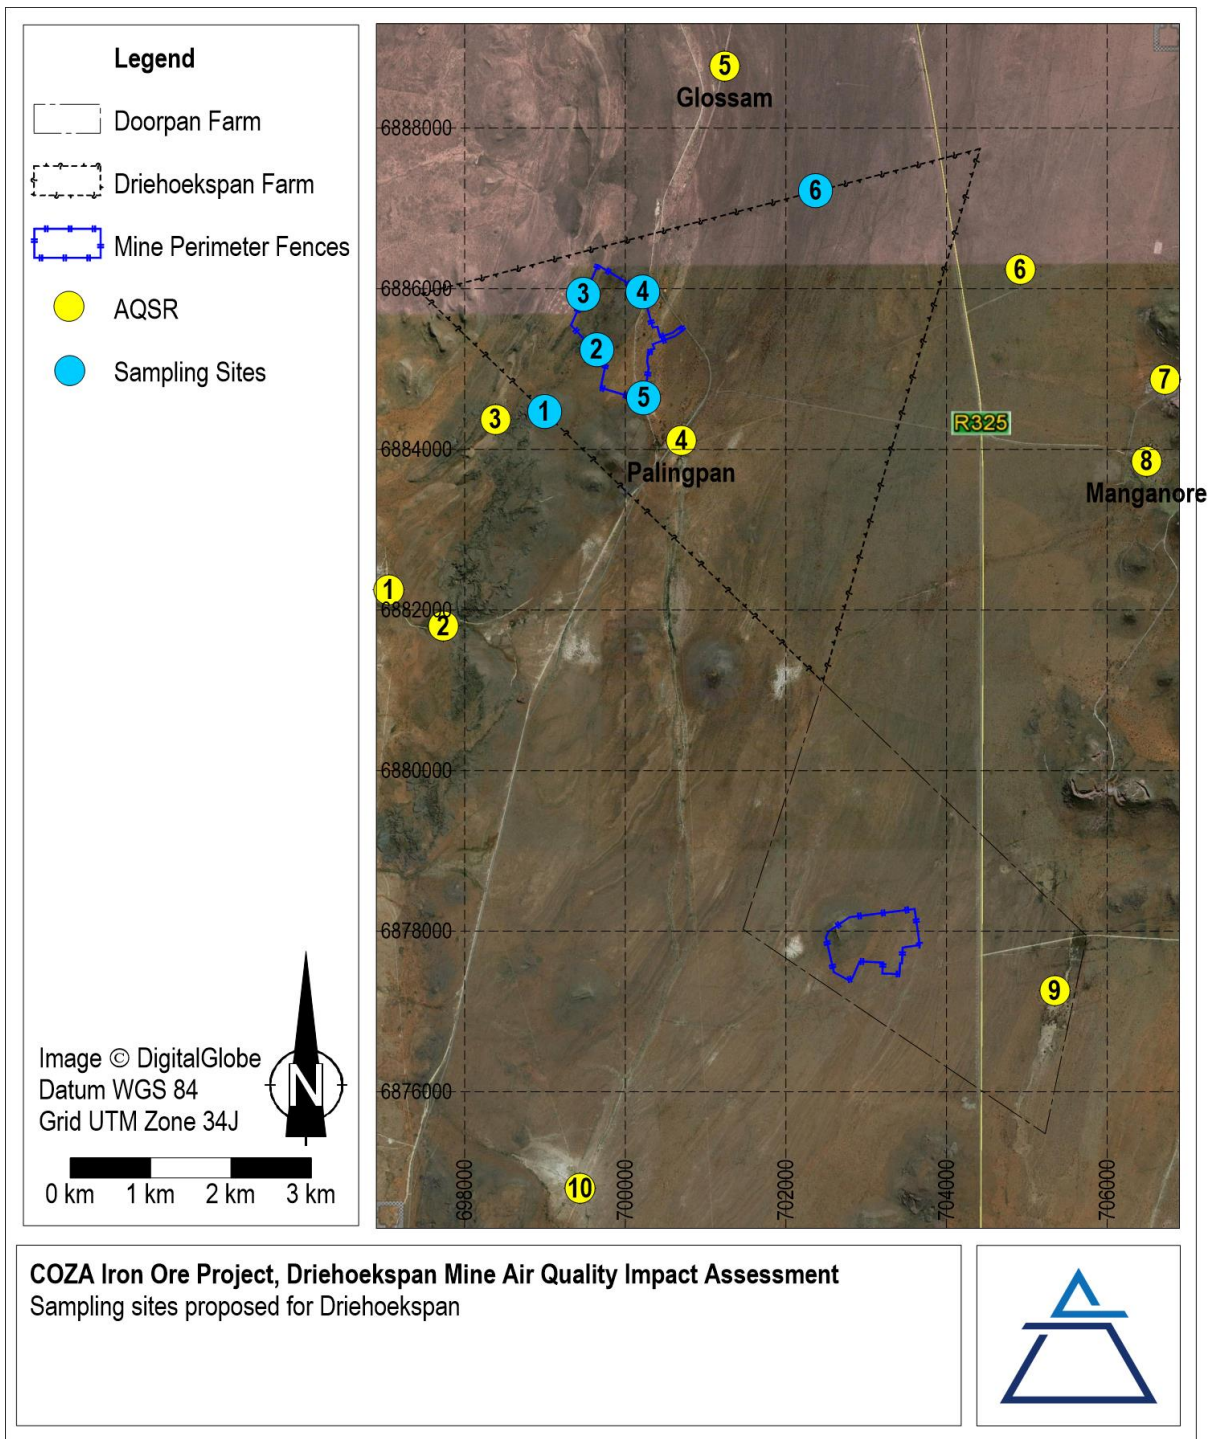 Legend
Doorpan Farm
Driehoekspan Farm
Mine Perimeter Fences
AQSR
Sampling Sites
Image © DigitalGlobe
Datum WGS 84
Grid UTM Zone 34J
N
0 km 1 km 2 km 3 km
5
Glossam
6888000
6
6
6886000
3
4
2
7
5
1
3
R325
4
6884000
Palingpan
8
Manganore
1
6882000
2
6880000
6878000
9
6876000
10
698000
700000
702000
704000
706000
COZA Iron Ore Project, Driehoekspan Mine Air Quality Impact Assessment
Sampling sites proposed for Driehoekspan